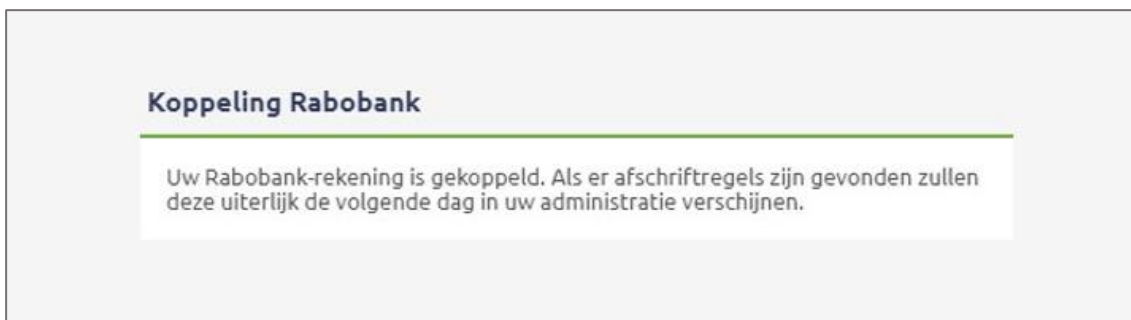 Koppeling Rabobank
Uw Rabobank-rekening is gekoppeld. Als er afschriftregels zijn gevonden zullen
deze uiterlijk de volgende dag in uw administratie verschijnen.